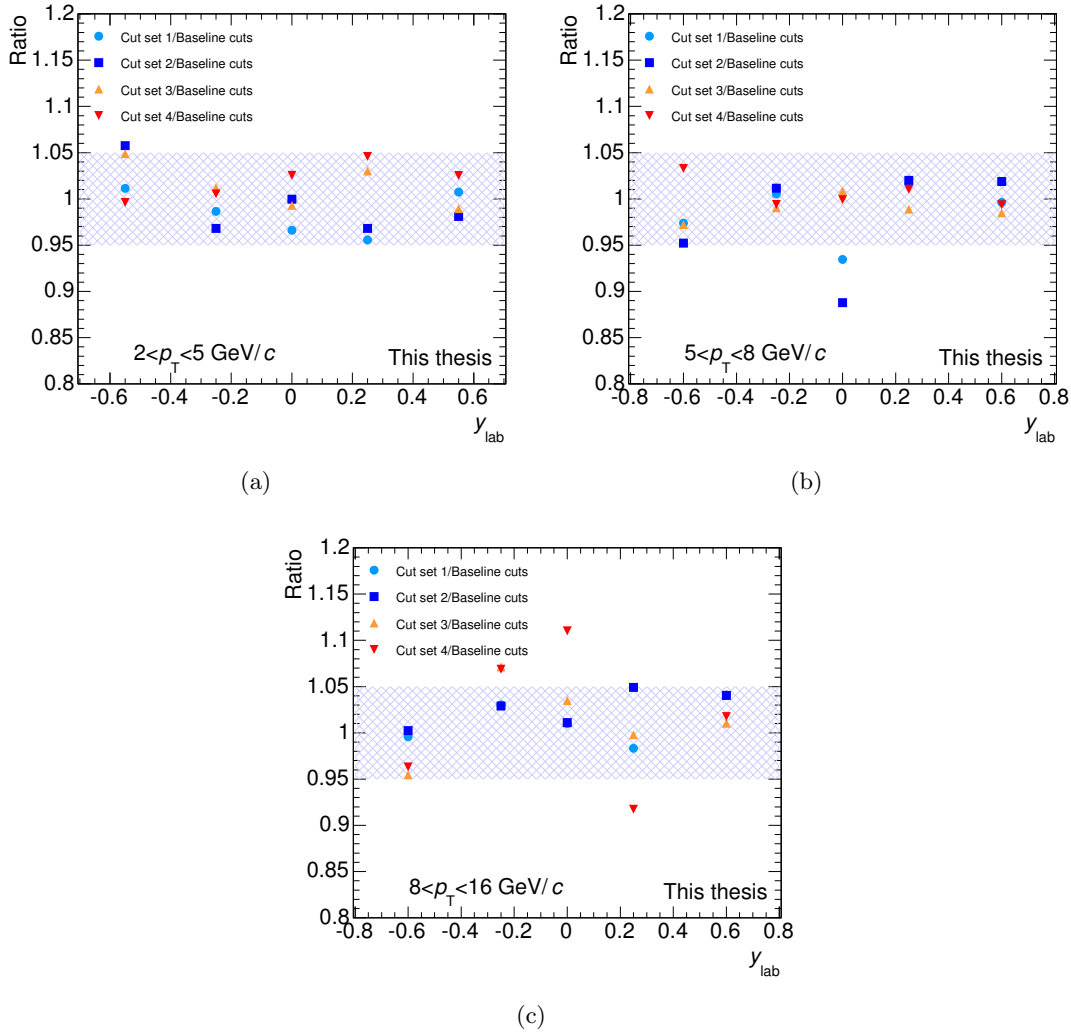 Ratio
1.2
1.15
1.1
1.05
1
0.95
0.9
0.85
0.8
Cut set 1/Baseline cuts
Cut set 2/Baseline cuts
Cut set 3/Baseline cuts
Cut set 4/Baseline cuts
2<p_T<5 GeV/c
This thesis
-0.6 -0.4 -0.2 0 0.2 0.4 0.6
y_lab
(a)
Ratio
1.2
1.15
1.1
1.05
1
0.95
0.9
0.85
0.8
Cut set 1/Baseline cuts
Cut set 2/Baseline cuts
Cut set 3/Baseline cuts
Cut set 4/Baseline cuts
5<p_T<8 GeV/c
This thesis
-0.8 -0.6 -0.4 -0.2 0 0.2 0.4 0.6 0.8
y_lab
(b)
Ratio
1.2
1.15
1.1
1.05
1
0.95
0.9
0.85
0.8
Cut set 1/Baseline cuts
Cut set 2/Baseline cuts
Cut set 3/Baseline cuts
Cut set 4/Baseline cuts
8<p_T<16 GeV/c
This thesis
-0.8 -0.6 -0.4 -0.2 0 0.2 0.4 0.6 0.8
y_lab
(c)